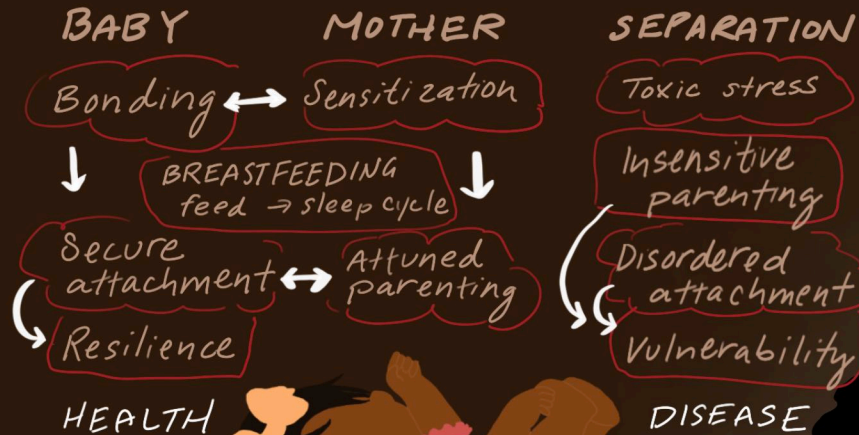 BABY
MOTHER
SEPARATION
Bonding
Sensitization
Toxic stress
BREASTFEEDING
feed → sleep cycle
Insensitive
parenting
Secure
attachment
Attuned
parenting
Disordered
attachment
Resilience
Vulnerability
HEALTH
DISEASE